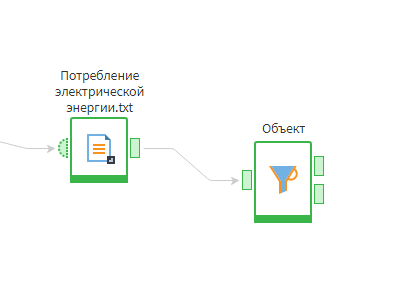 Потребление
электрической
энергии.txt
Объект